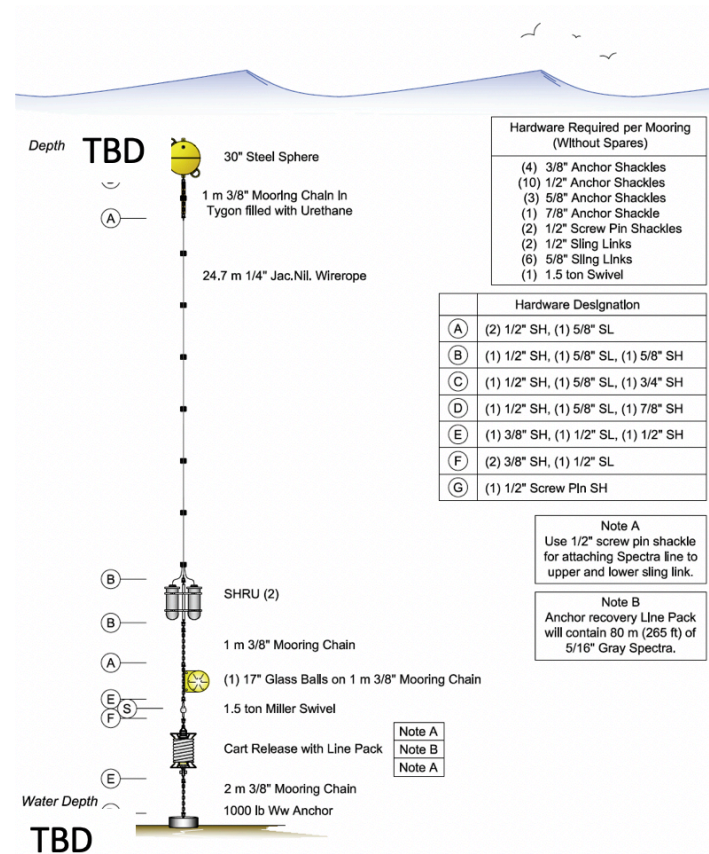 Depth TBD
30" Steel Sphere
1 m 3/8" Mooring Chain In
Tygon filled with Urethane
A
24.7 m 1/4" Jac.Nil. Wirerope
B
SHRU (2)
B
1 m 3/8" Mooring Chain
A
(1) 17" Glass Balls on 1 m 3/8" Mooring Chain
E
S
1.5 ton Miller Swivel
F
Cart Release with Line Pack
Note A
Note B
Note A
E
2 m 3/8" Mooring Chain
Water Depth
1000 lb Ww Anchor
TBD
Hardware Required per Mooring
(Without Spares)
(4) 3/8" Anchor Shackles
(10) 1/2" Anchor Shackles
(3) 5/8" Anchor Shackles
(1) 7/8" Anchor Shackle
(2) 1/2" Screw Pin Shackles
(2) 1/2" Sling Links
(6) 5/8" Sling Links
(1) 1.5 ton Swivel
Hardware Designation
A (2) 1/2" SH, (1) 5/8" SL
B (1) 1/2" SH, (1) 5/8" SL, (1) 5/8" SH
C (1) 1/2" SH, (1) 5/8" SL, (1) 3/4" SH
D (1) 1/2" SH, (1) 5/8" SL, (1) 7/8" SH
E (1) 3/8" SH, (1) 1/2" SL, (1) 1/2" SH
F (2) 3/8" SH, (1) 1/2" SL
G (1) 1/2" Screw Pin SH
Note A
Use 1/2" screw pin shackle
for attaching Spectra line to
upper and lower sling link.
Note B
Anchor recovery Line Pack
will contain 80 m (265 ft) of
5/16" Gray Spectra.